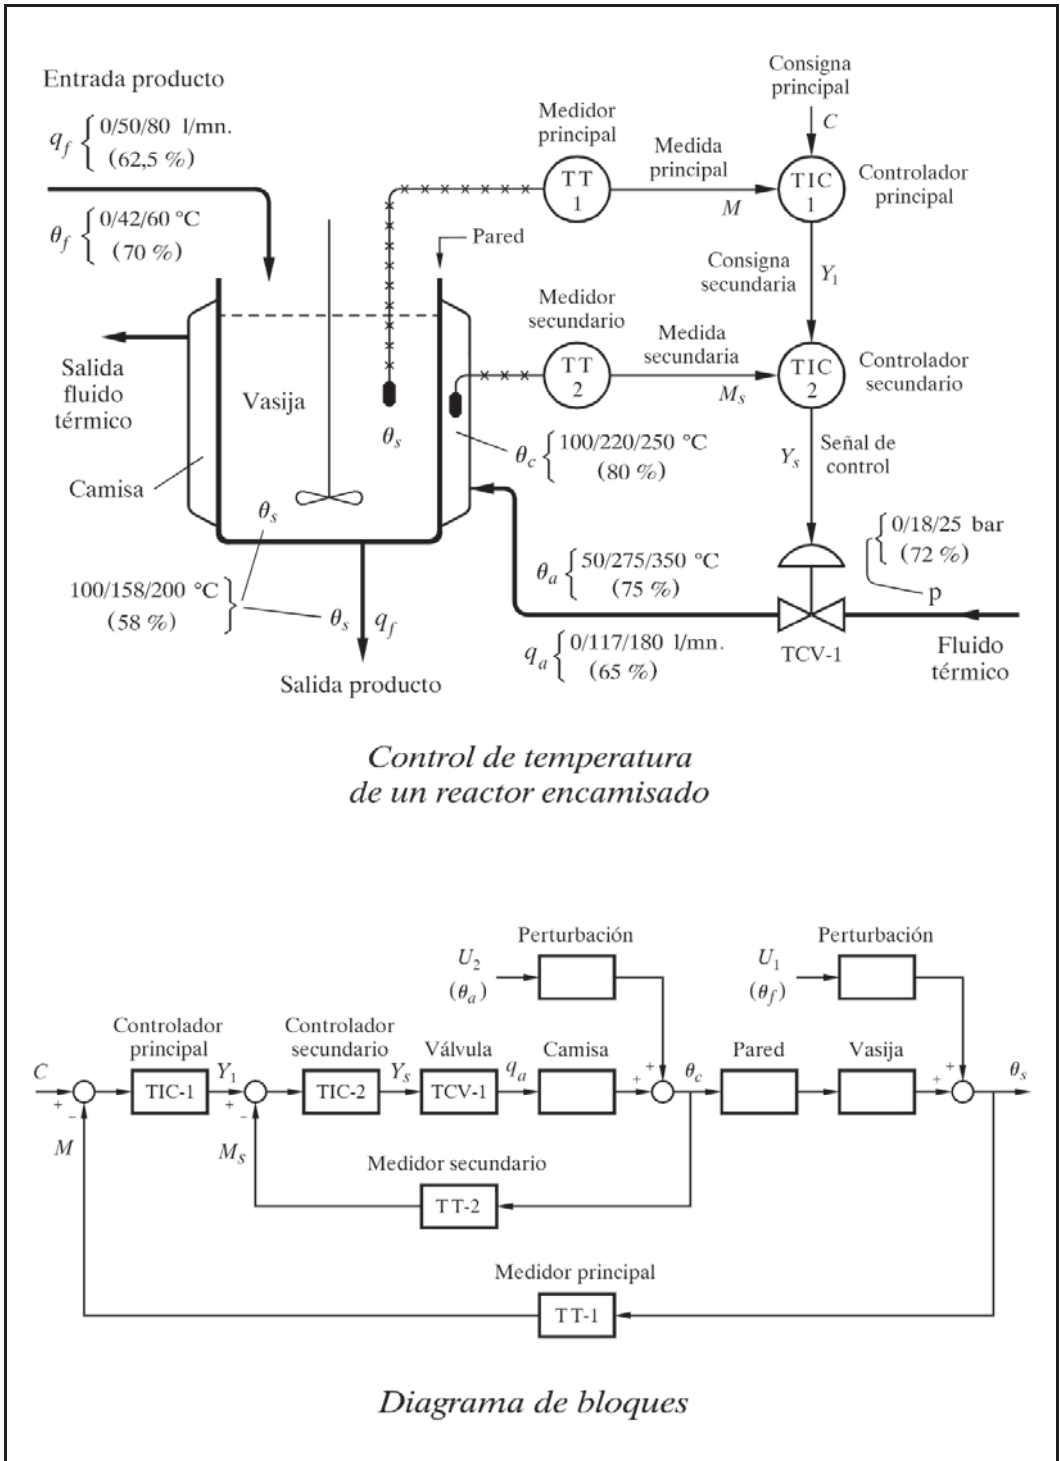 Entrada producto
q_f { 0/50/80 l/mn.
(62,5 %)
θ_f { 0/42/60 °C
(70 %)
Medidor
principal
TT
1
Medida
principal
M
Consigna
principal
C
TIC
1
Controlador
principal
Pared
Consigna
secundaria
Y₁
Medidor
secundario
TT
2
Medida
secundaria
M_s
TIC
2
Controlador
secundario
Salida
fluido
térmico
Vasija
Camisa
θ_s
θ_c { 100/220/250 °C
(80 %)
Y_s
Señal de
control
θ_s
100/158/200 °C }
(58 %)
θ_s
q_f
Salida producto
θ_a { 50/275/350 °C
(75 %)
q_a { 0/117/180 l/mn.
(65 %)
{ 0/18/25 bar
(72 %)
p
TCV-1
Fluido
térmico
Control de temperatura
de un reactor encamisado
Perturbación
U₂
(θ_a)
Perturbación
U₁
(θ_f)
Controlador
principal
Controlador
secundario
Válvula
Camisa
Pared
Vasija
C
+
-
TIC-1
Y₁
+
-
TIC-2
Y_s
TCV-1
q_a
+
+
θ_c
+
+
θ_s
M
M_s
Medidor secundario
TT-2
Medidor principal
TT-1
Diagrama de bloques